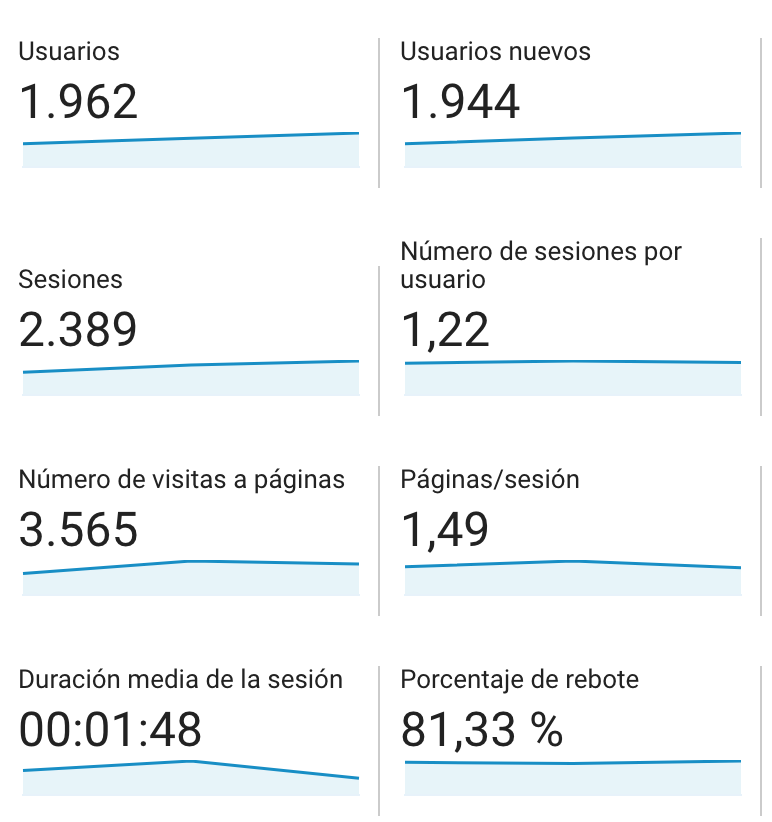 Usuarios
1.962
Usuarios nuevos
1.944
Sesiones
2.389
Número de sesiones por
usuario
1,22
Número de visitas a páginas
3.565
Páginas/sesión
1,49
Duración media de la sesión
00:01:48
Porcentaje de rebote
81,33 %